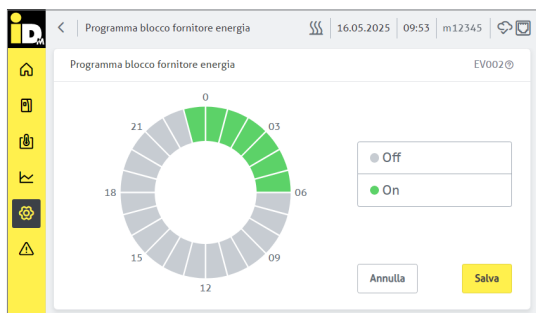 iDM
Programma blocco fornitore energia
16.05.2025
09:53
m12345
Programma blocco fornitore energia
EV002
0
21
03
18
06
15
09
12
Off
On
Annulla
Salva